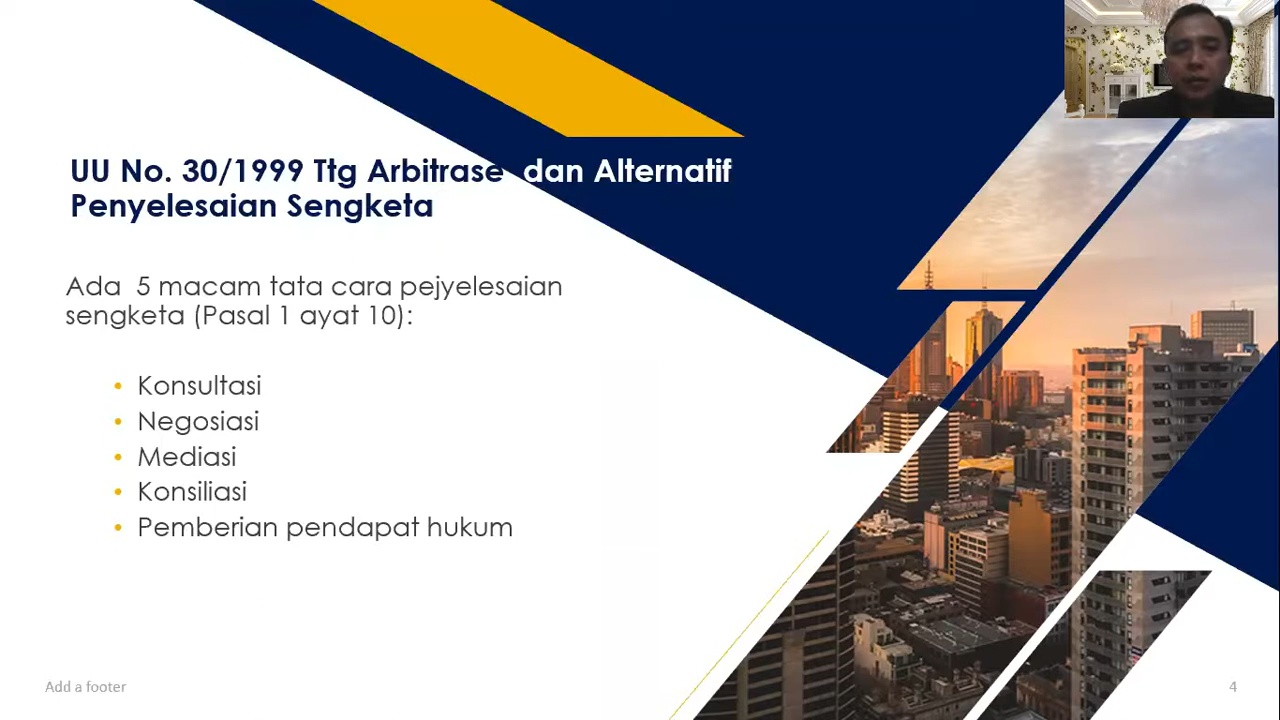 UU No. 30/1999 Ttg Arbitrase dan Alternatif
Penyelesaian Sengketa
Ada 5 macam tata cara pejyelesaian
sengketa (Pasal 1 ayat 10):
• Konsultasi
• Negosiasi
• Mediasi
• Konsiliasi
• Pemberian pendapat hukum
Add a footer
4